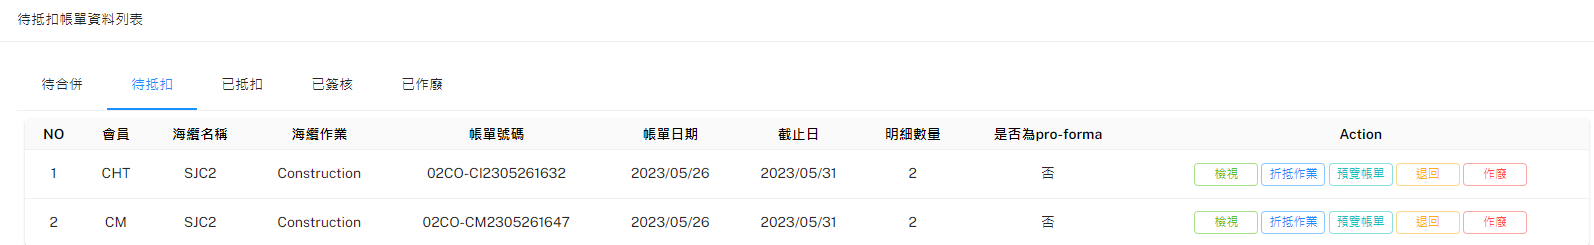 待抵扣帳單資料列表
待合併 待抵扣 已抵扣 已簽核 已作廢
NO 會員 海纜名稱 海纜作業 帳單號碼 帳單日期 截止日 明細數量 是否為pro-forma Action
1 CHT SJC2 Construction 02CO-CI2305261632 2023/05/26 2023/05/31 2 否 檢視 折抵作業 預覽帳單 退回 作廢
2 CM SJC2 Construction 02CO-CM2305261647 2023/05/26 2023/05/31 2 否 檢視 折抵作業 預覽帳單 退回 作廢